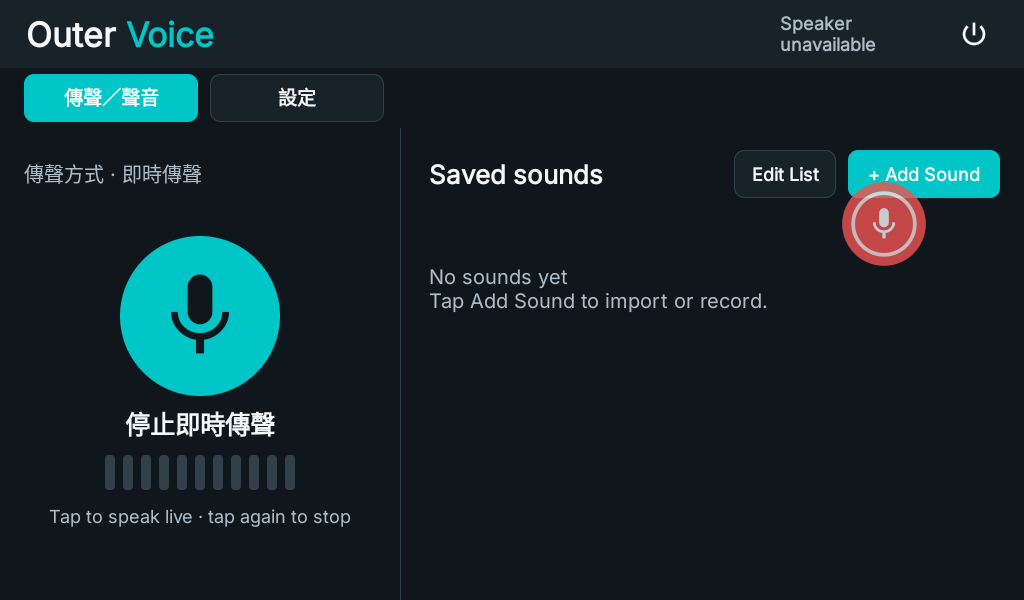 Outer Voice
Speaker
unavailable
傳聲／聲音
設定
傳聲方式 · 即時傳聲
Saved sounds
Edit List
+ Add Sound
No sounds yet
Tap Add Sound to import or record.
停止即時傳聲
Tap to speak live · tap again to stop